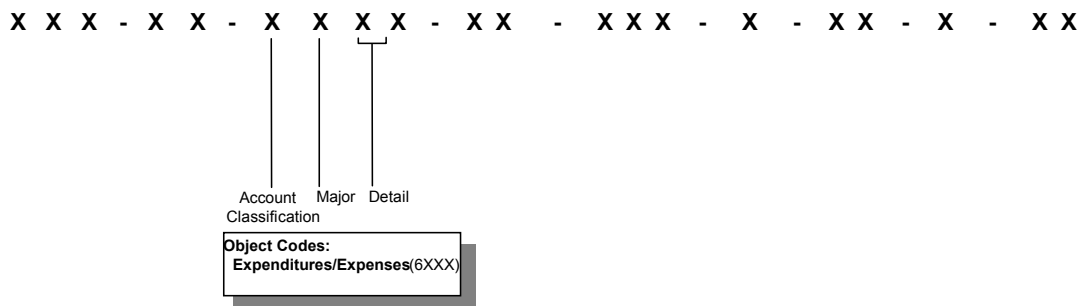 X X X - X X - X X X X - X X - X X X - X - X X - X - X X
Account Major Detail
Classification
Object Codes:
Expenditures/Expenses(6XXX)